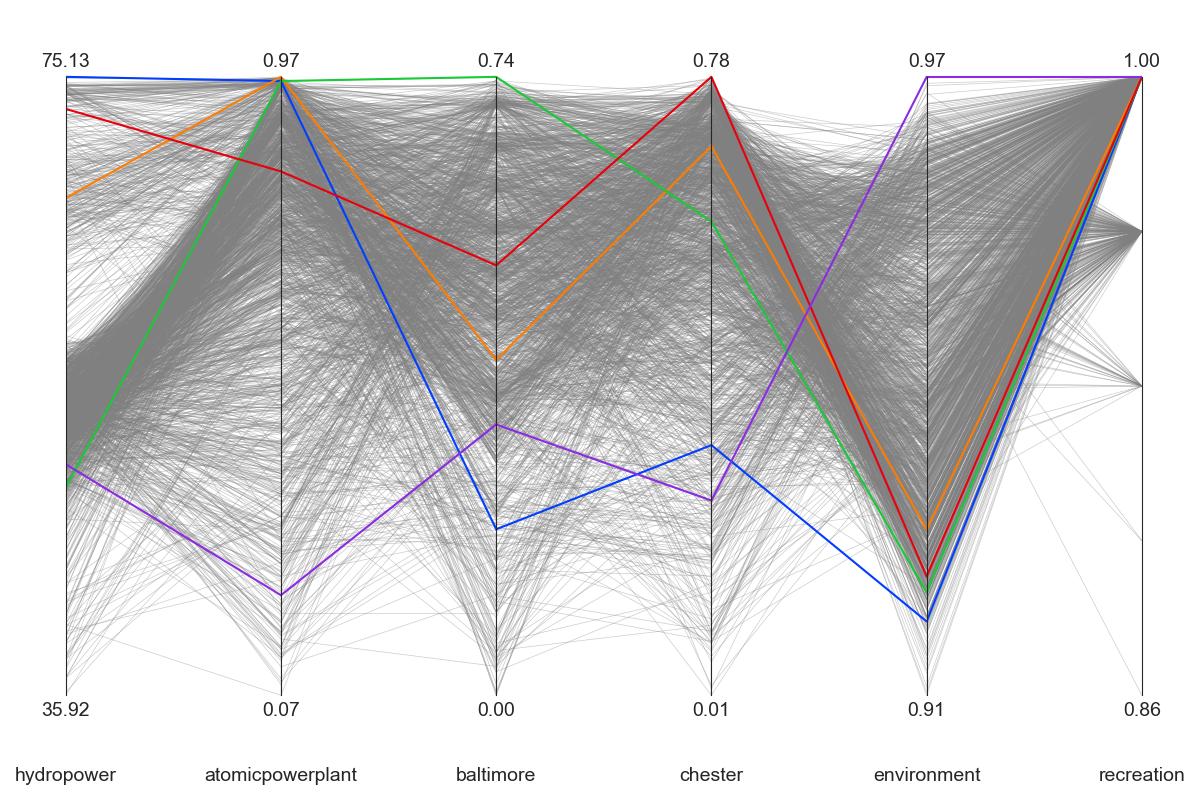 75.13 0.97 0.74 0.78 0.97 1.00
35.92 0.07 0.00 0.01 0.91 0.86
hydropower atomicpowerplant baltimore chester environment recreation